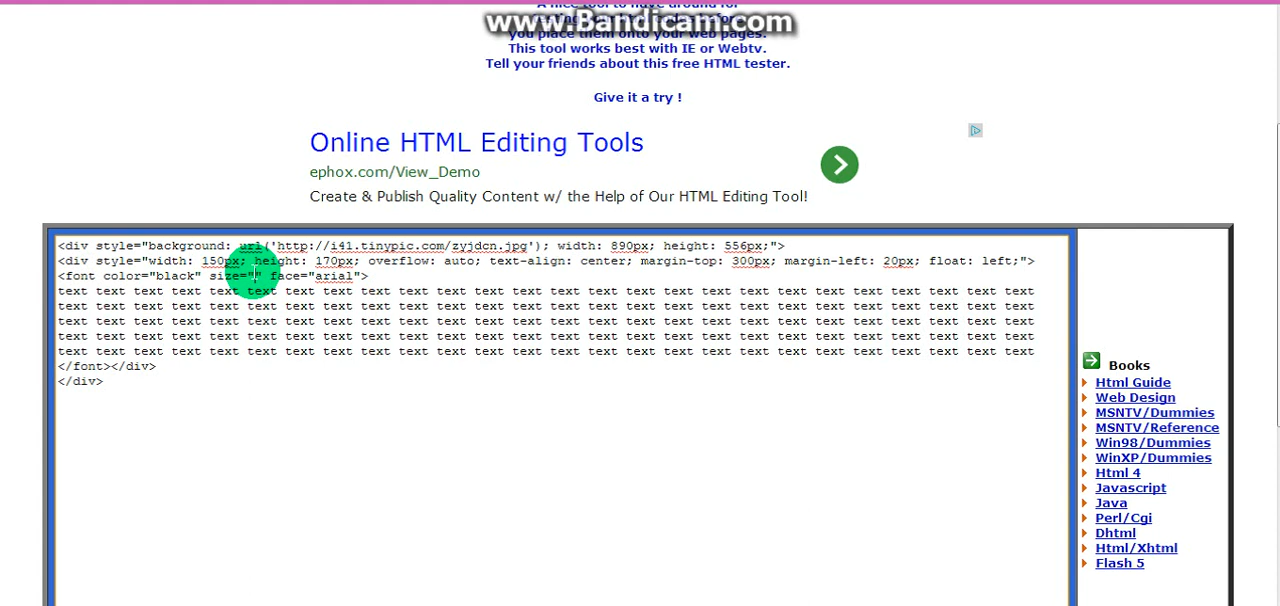 A nice tool to have around for
www.Bandicam.com
you place them onto your web pages.
This tool works best with IE or Webtv.
Tell your friends about this free HTML tester.
Give it a try !
Online HTML Editing Tools
ephox.com/View_Demo
Create & Publish Quality Content w/ the Help of Our HTML Editing Tool!
<div style="background: url('http://i41.tinypic.com/zyjdcn.jpg'); width: 890px; height: 556px;">
<div style="width: 150px; height: 170px; overflow: auto; text-align: center; margin-top: 300px; margin-left: 20px; float: left;">
<font color="black" size="" face="arial">
text text text text text text text text text text text text text text text text text text text text text text text text text text
text text text text text text text text text text text text text text text text text text text text text text text text text text
text text text text text text text text text text text text text text text text text text text text text text text text text text
text text text text text text text text text text text text text text text text text text text text text text text text text text
text text text text text text text text text text text text text text text text text text text text text text text text text text
</font></div>
</div>
Books
Html Guide
Web Design
MSNTV/Dummies
MSNTV/Reference
Win98/Dummies
WinXP/Dummies
Html 4
Javascript
Java
Perl/Cgi
Dhtml
Html/Xhtml
Flash 5